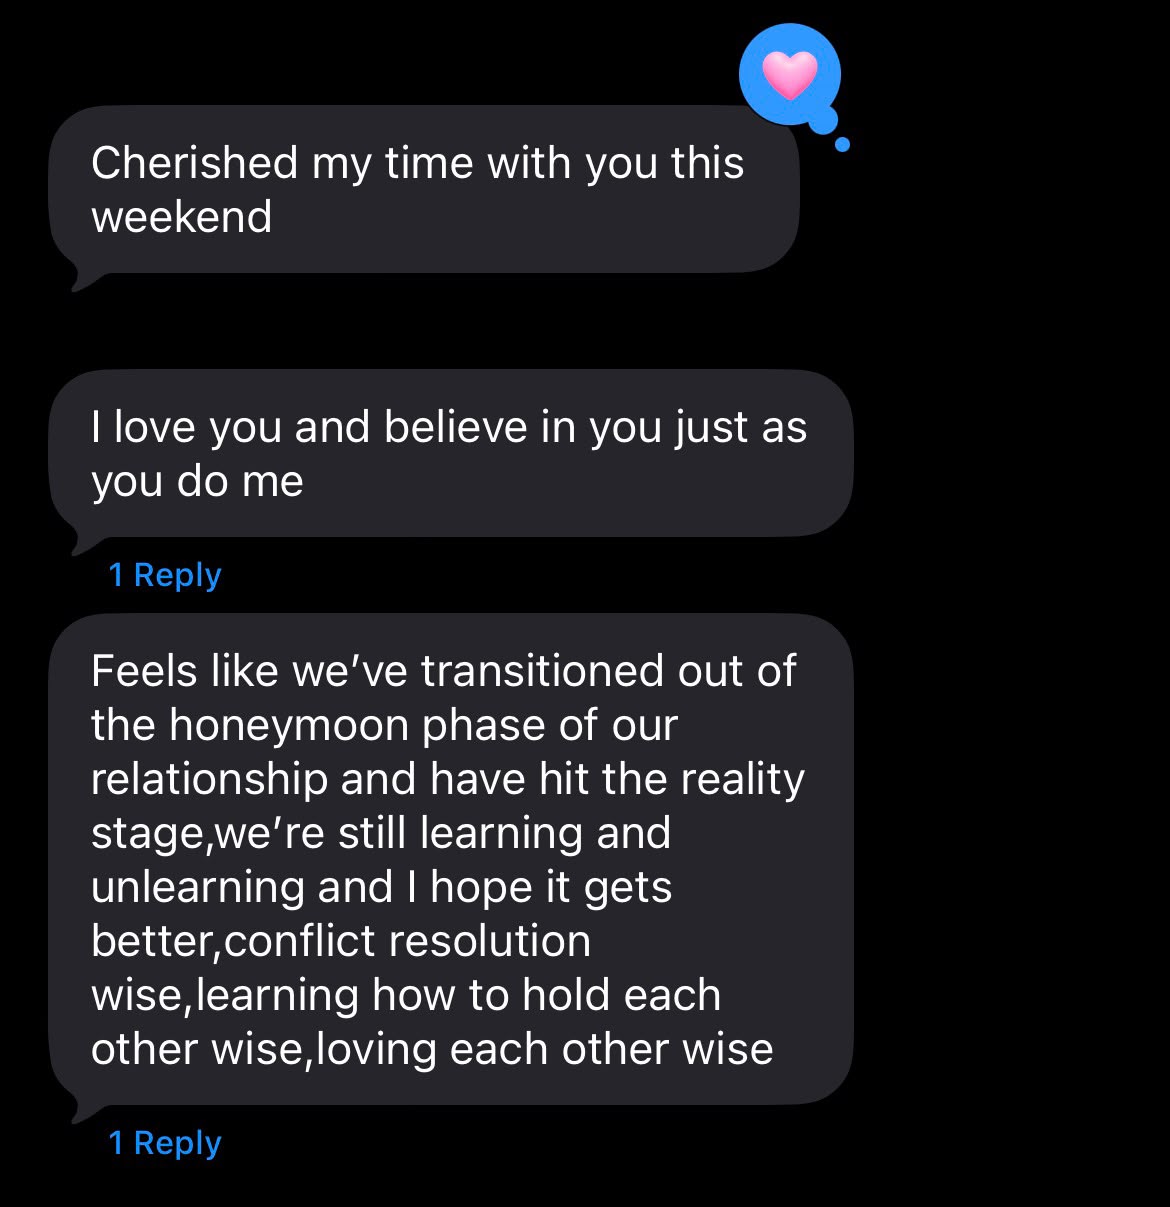 Cherished my time with you this
weekend
I love you and believe in you just as
you do me
1 Reply
Feels like we’ve transitioned out of
the honeymoon phase of our
relationship and have hit the reality
stage,we’re still learning and
unlearning and I hope it gets
better,conflict resolution
wise,learning how to hold each
other wise,loving each other wise
1 Reply